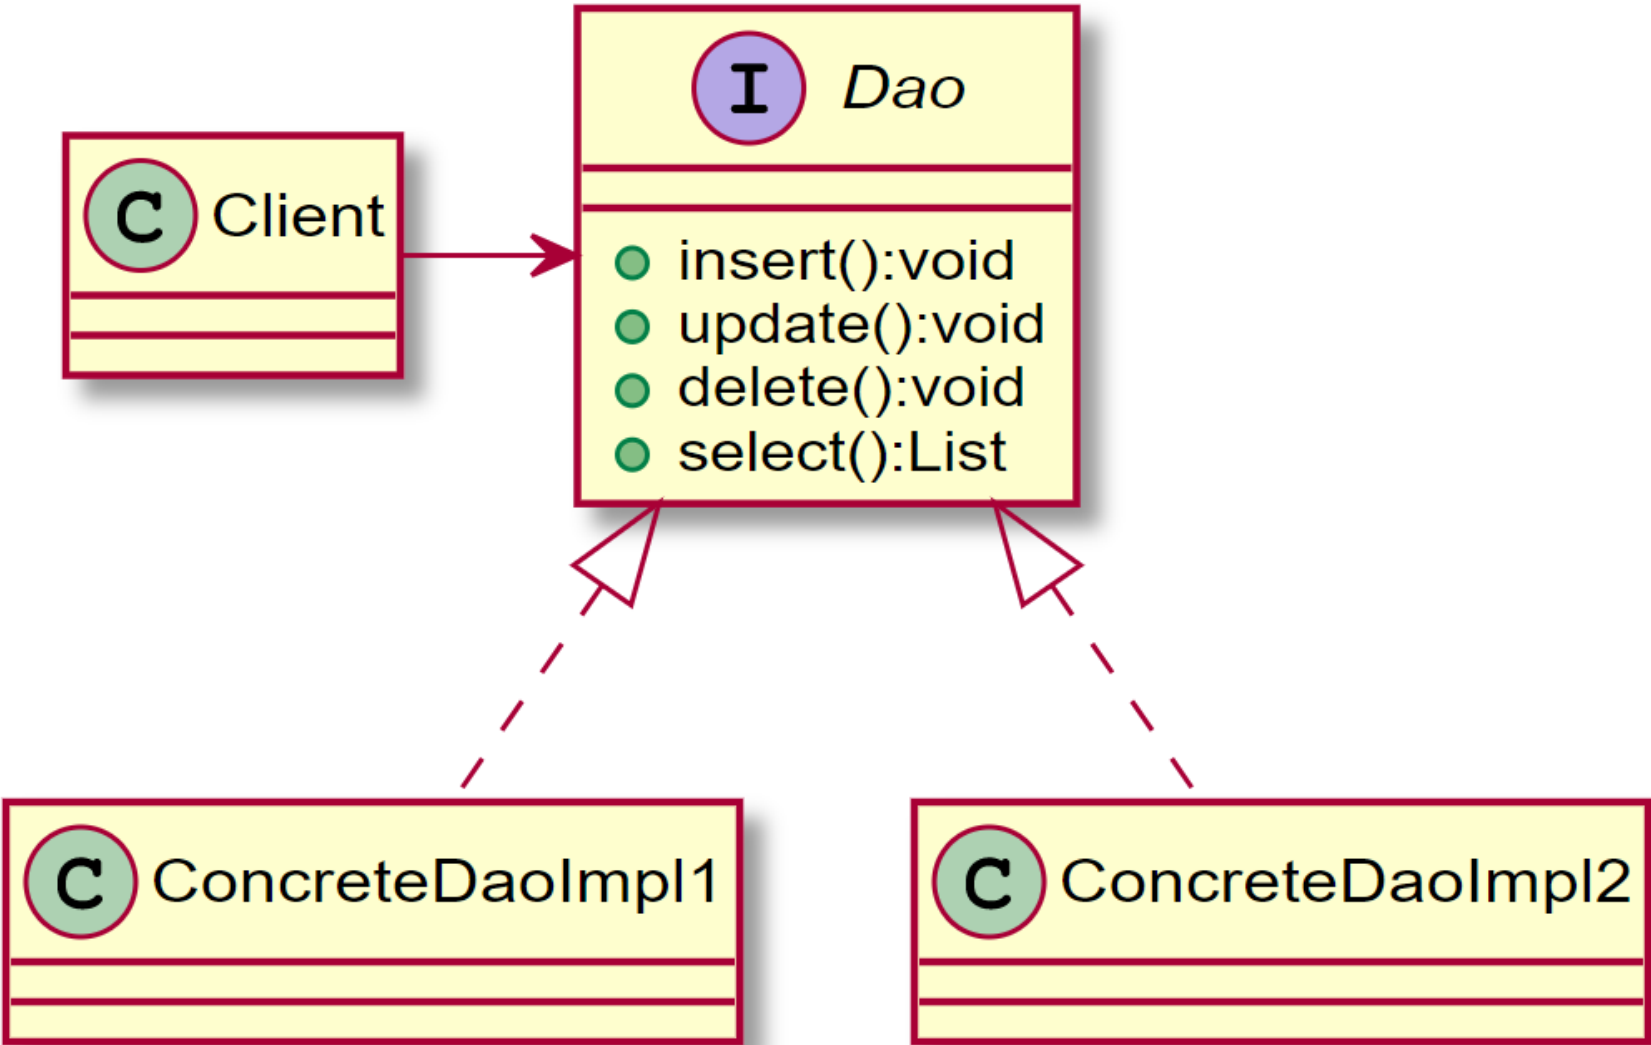 I Dao
C Client
insert():void
update():void
delete():void
select():List
C ConcreteDaoImpl1
C ConcreteDaoImpl2